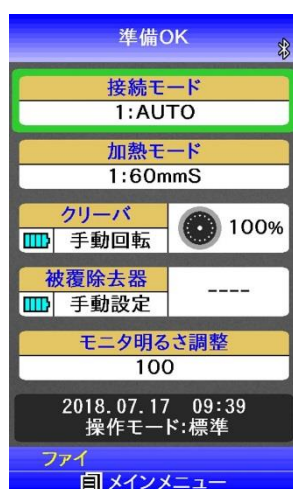 準備OK
接続モード
1:AUTO
加熱モード
1:60mmS
クリーバ
手動回転
100%
被覆除去器
手動設定
----
モニタ明るさ調整
100
2018.07.17 09:39
操作モード:標準
ファイ
メインメニュー